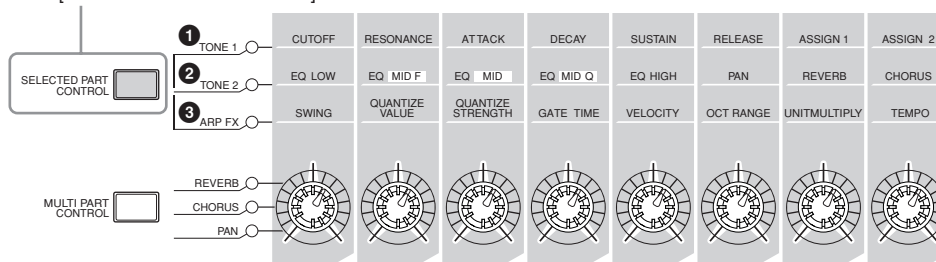 1 TONE 1 CUTOFF RESONANCE ATTACK DECAY SUSTAIN RELEASE ASSIGN 1 ASSIGN 2
SELECTED PART
CONTROL
2 TONE 2 EQ LOW EQ MID F EQ MID EQ MID Q EQ HIGH PAN REVERB CHORUS
3 ARP FX SWING QUANTIZE VALUE QUANTIZE STRENGTH GATE TIME VELOCITY OCT RANGE UNITMULTIPLY TEMPO
REVERB
MULTI PART
CONTROL
CHORUS
PAN